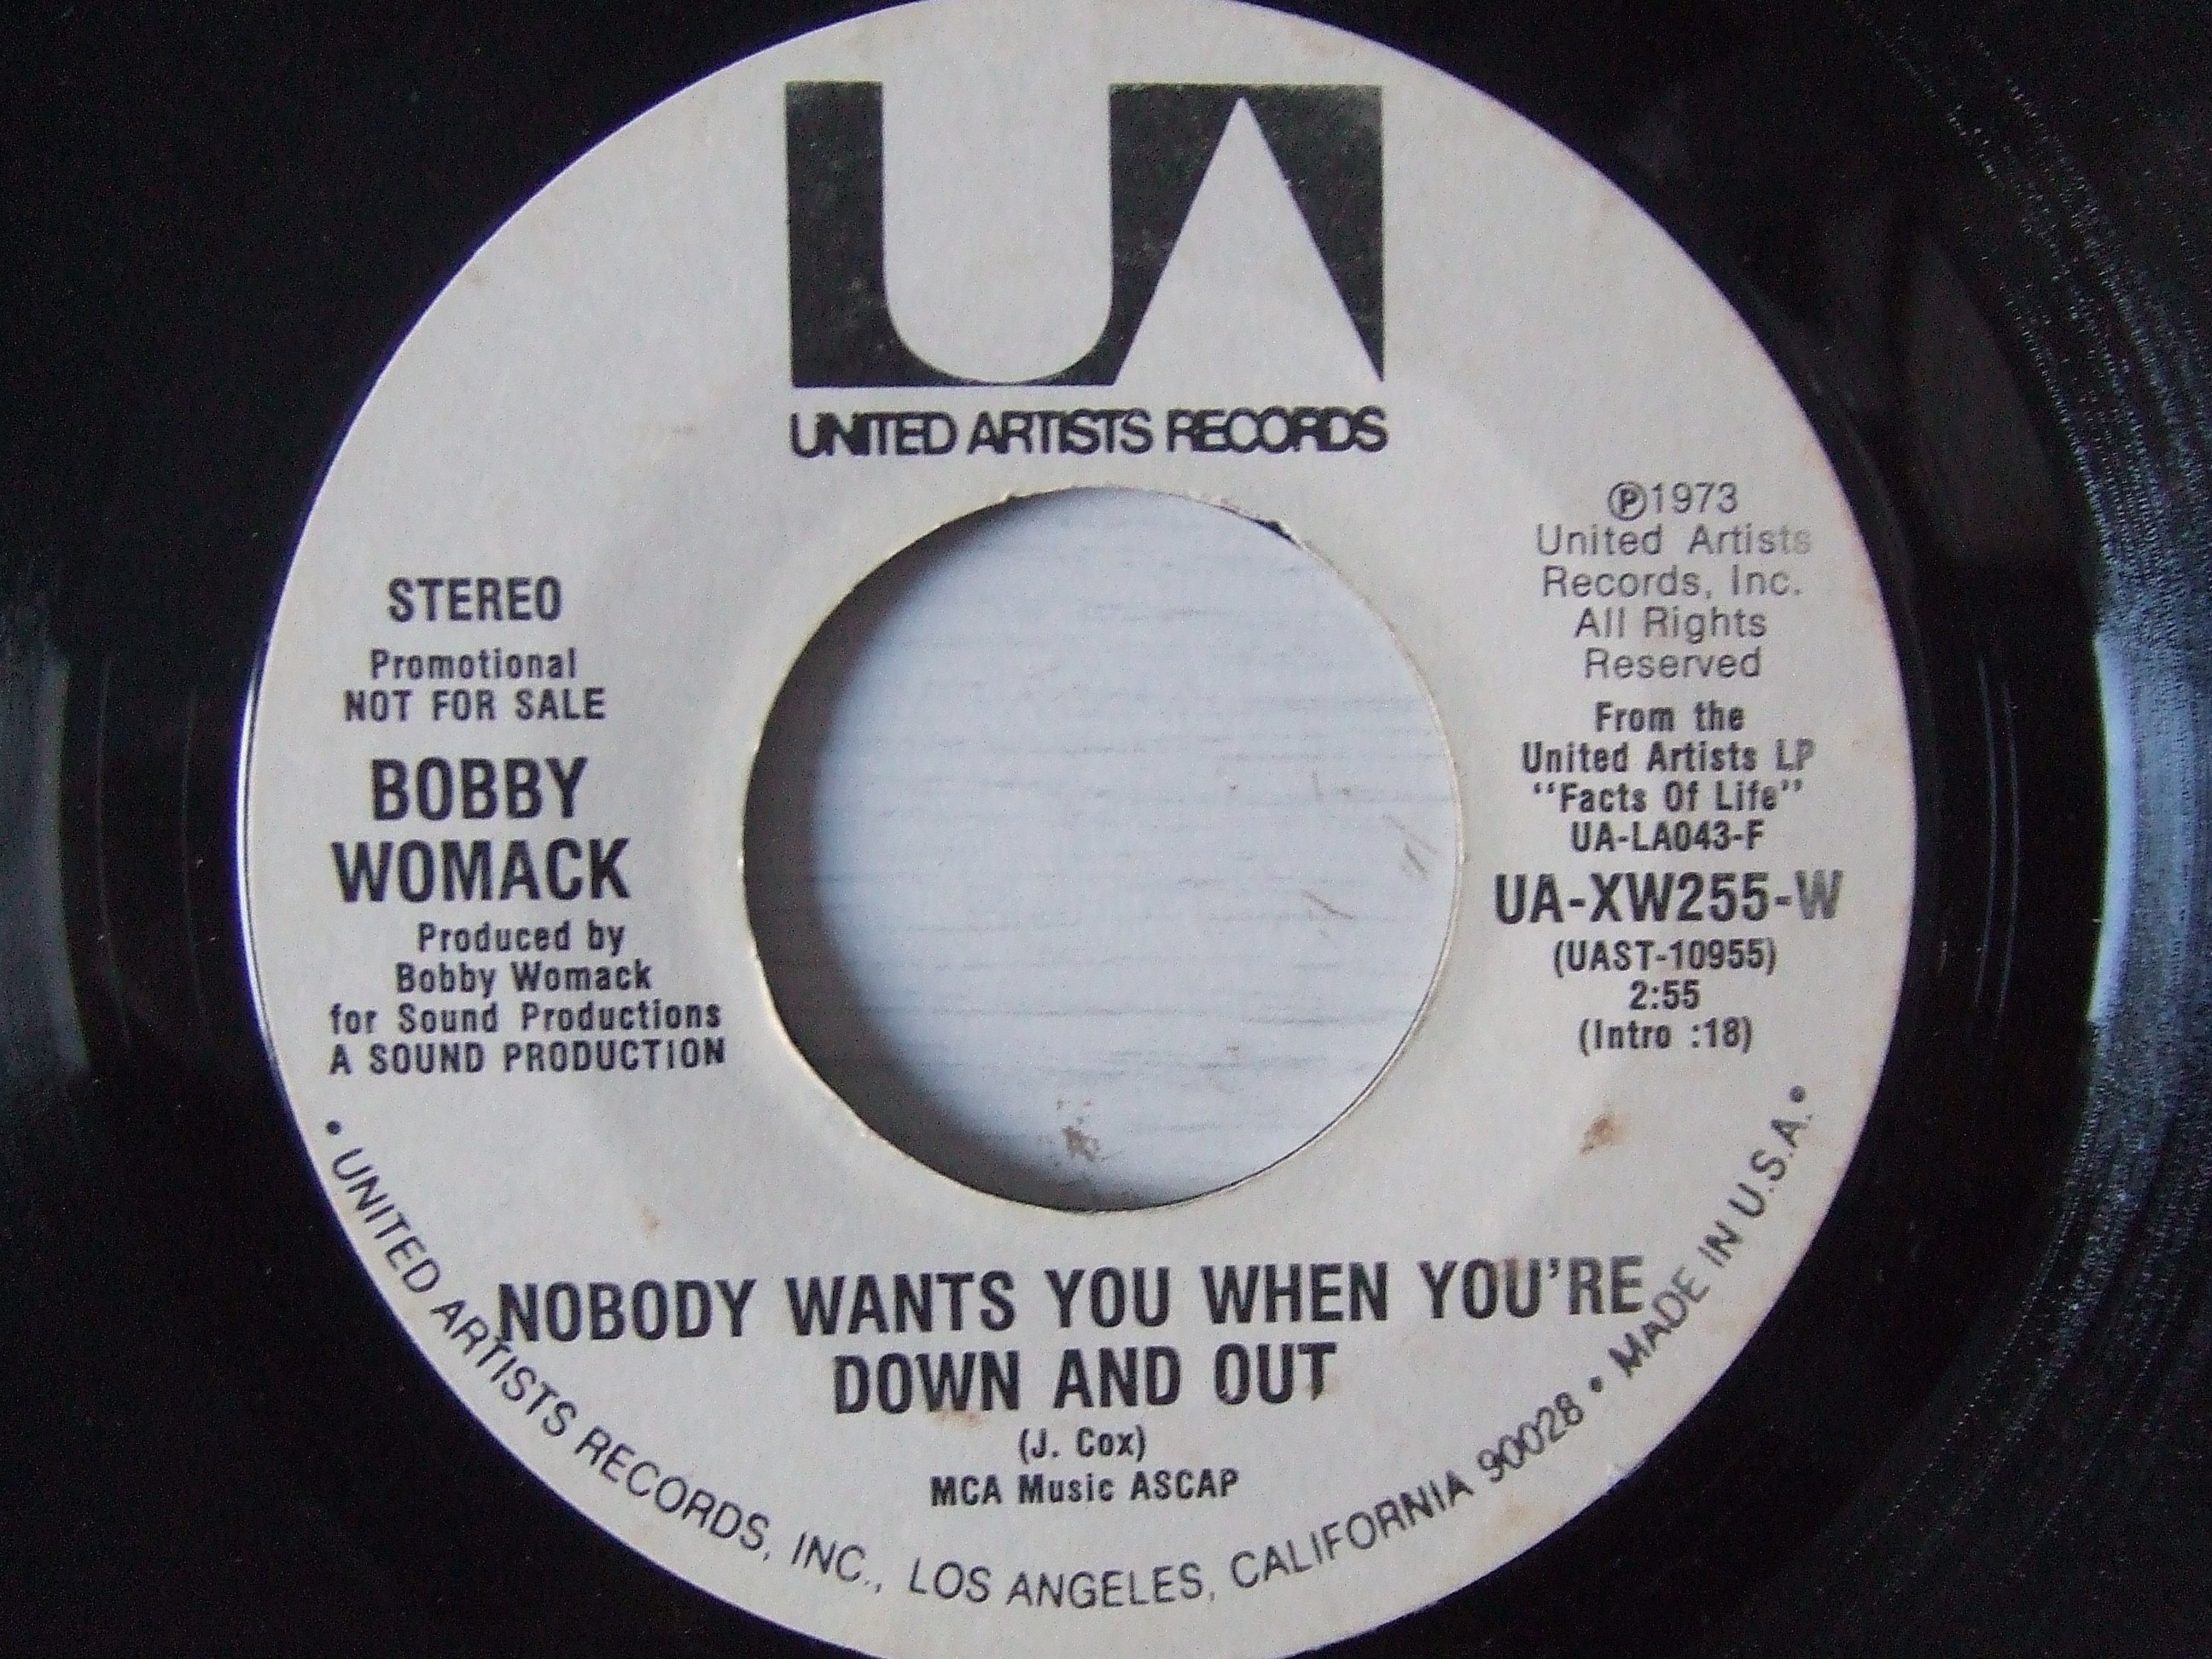 UA
UNITED ARTISTS RECORDS
STEREO
Promotional
NOT FOR SALE
BOBBY
WOMACK
Produced by
Bobby Womack
for Sound Productions
A SOUND PRODUCTION
℗1973
United Artists
Records, Inc.
All Rights
Reserved
From the
United Artists LP
"Facts Of Life"
UA-LA043-F
UA-XW255-W
(UAST-10955)
2:55
(Intro :18)
NOBODY WANTS YOU WHEN YOU'RE
DOWN AND OUT
(J. Cox)
MCA Music ASCAP
• UNITED ARTISTS RECORDS, INC., LOS ANGELES, CALIFORNIA 90028 • MADE IN U.S.A. •